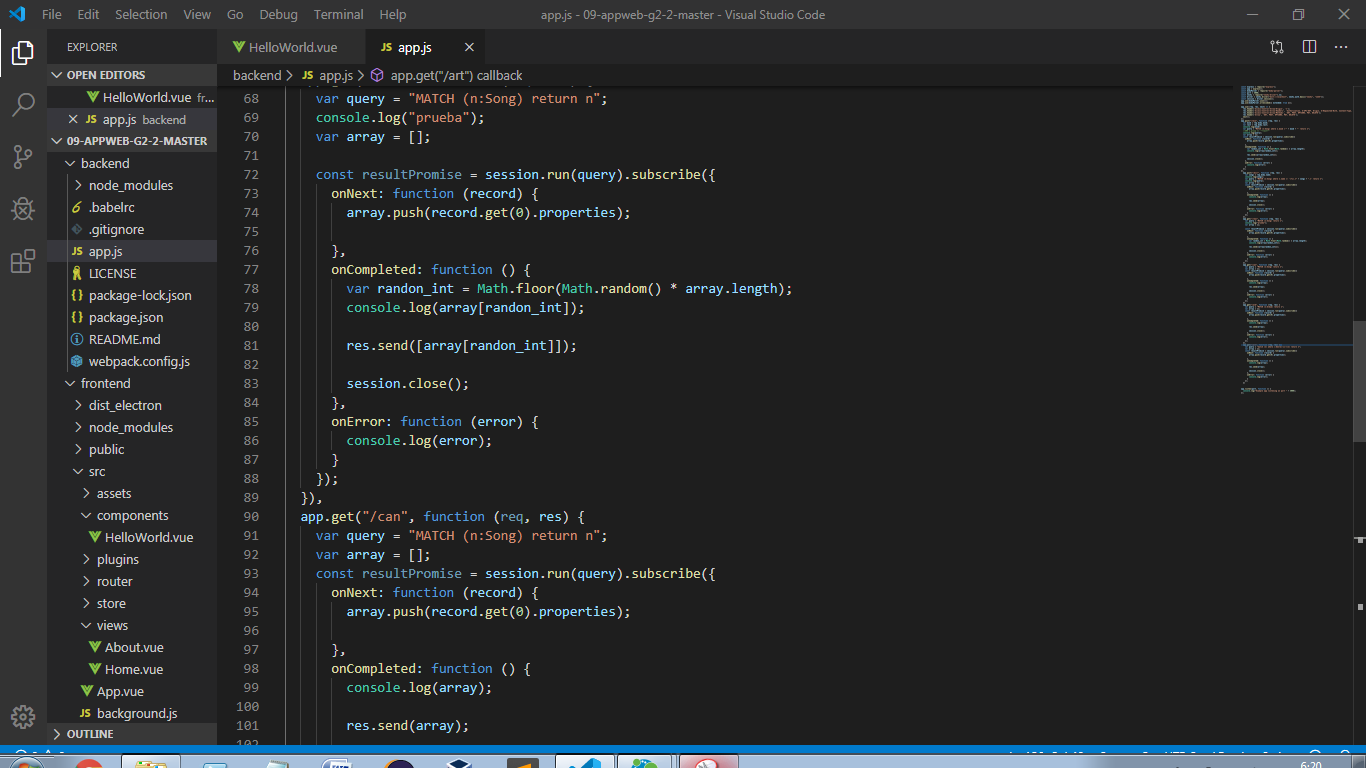 File Edit Selection View Go Debug Terminal Help
app.js - 09-appweb-g2-2-master - Visual Studio Code
EXPLORER
OPEN EDITORS
HelloWorld.vue fr...
app.js backend
09-APPWEB-G2-2-MASTER
backend
node_modules
.babelrc
.gitignore
app.js
LICENSE
package-lock.json
package.json
README.md
webpack.config.js
frontend
dist_electron
node_modules
public
src
assets
components
HelloWorld.vue
plugins
router
store
views
About.vue
Home.vue
App.vue
background.js
OUTLINE
HelloWorld.vue
JS app.js
backend > JS app.js > app.get("/art") callback
68 var query = "MATCH (n:Song) return n";
69 console.log("prueba");
70 var array = [];
71
72 const resultPromise = session.run(query).subscribe({
73 onNext: function (record) {
74 array.push(record.get(0).properties);
75
76 },
77 onCompleted: function () {
78 var randon_int = Math.floor(Math.random() * array.length);
79 console.log(array[randon_int]);
80
81 res.send([array[randon_int]]);
82
83 session.close();
84 },
85 onError: function (error) {
86 console.log(error);
87 }
88 });
89 }),
90 app.get("/can", function (req, res) {
91 var query = "MATCH (n:Song) return n";
92 var array = [];
93 const resultPromise = session.run(query).subscribe({
94 onNext: function (record) {
95 array.push(record.get(0).properties);
96
97 },
98 onCompleted: function () {
99 console.log(array);
100
101 res.send(array);
102
6:20